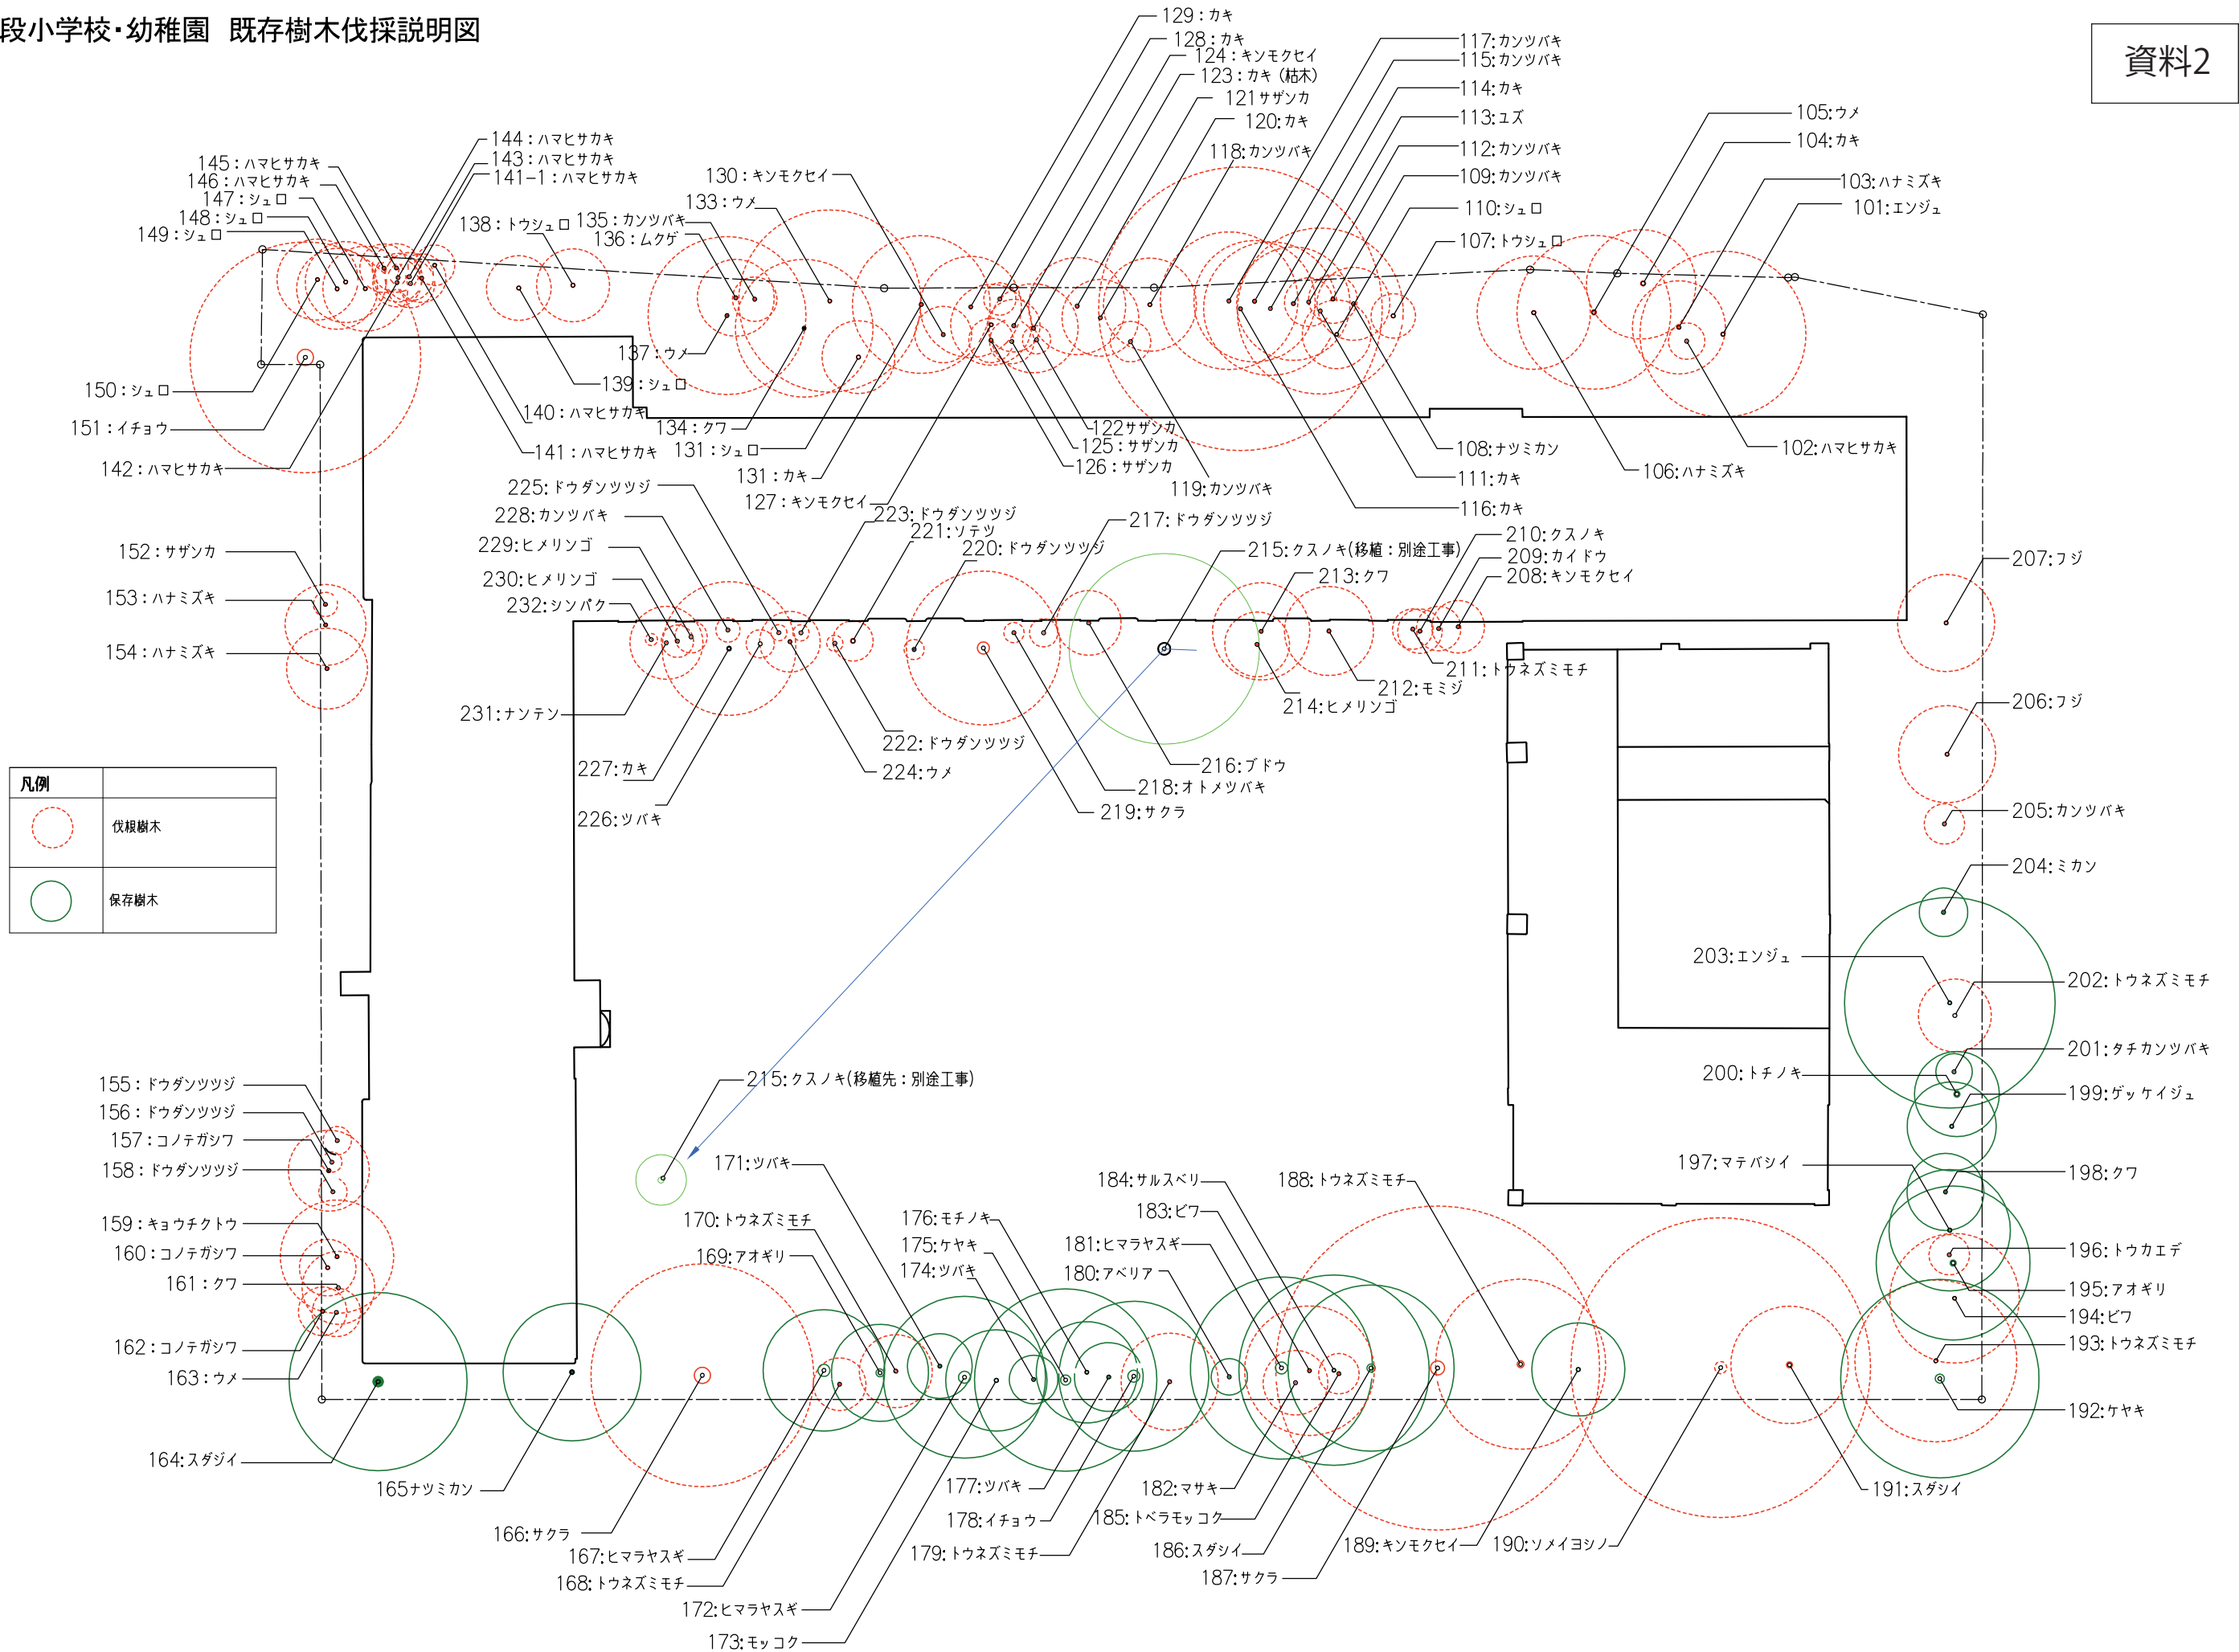 段小学校・幼稚園 既存樹木伐採説明図
資料2
129：カキ
128：カキ
124：キンモクセイ
123：カキ（枯木）
121サザンカ
120：カキ
118:カンツバキ
117:カンツバキ
115:カンツバキ
114:カキ
113:ユズ
112:カンツバキ
109:カンツバキ
110:シュロ
107:トウシュロ
105:ウメ
104:カキ
103:ハナミズキ
101:エンジュ
144：ハマヒサカキ
143：ハマヒサカキ
141-1：ハマヒサカキ
145：ハマヒサカキ
146：ハマヒサカキ
147：シュロ
148：シュロ
149：シュロ
138：トウシュロ
135：カンツバキ
136：ムクゲ
133：ウメ
130：キンモクセイ
137：ウメ
139：シュロ
150：シュロ
151：イチョウ
142：ハマヒサカキ
140：ハマヒサカキ
141：ハマヒサカキ
134：クワ
131：シュロ
131：カキ
127：キンモクセイ
122サザンカ
125：サザンカ
126：サザンカ
119:カンツバキ
108:ナツミカン
111:カキ
116:カキ
106:ハナミズキ
102:ハマヒサカキ
225:ドウダンツツジ
228:カンツバキ
229:ヒメリンゴ
230:ヒメリンゴ
232:シンパク
223:ドウダンツツジ
221:ソテツ
220:ドウダンツツジ
217:ドウダンツツジ
215:クスノキ(移植：別途工事)
213:クワ
210:クスノキ
209:カイドウ
208:キンモクセイ
207:フジ
152：サザンカ
153：ハナミズキ
154：ハナミズキ
231:ナンテン
227:カキ
226:ツバキ
222:ドウダンツツジ
224:ウメ
216:ブドウ
218:オトメツバキ
219:サクラ
214:ヒメリンゴ
212:モミジ
211:トウネズミモチ
206:フジ
205:カンツバキ
204:ミカン
凡例
伐根樹木
保存樹木
203:エンジュ
202:トウネズミモチ
201:タチカンツバキ
200:トチノキ
199:ゲッケイジュ
197:マテバシイ
198:クワ
196:トウカエデ
195:アオギリ
194:ビワ
193:トウネズミモチ
192:ケヤキ
155：ドウダンツツジ
156：ドウダンツツジ
157：コノテガシワ
158：ドウダンツツジ
159：キョウチクトウ
160：コノテガシワ
161：クワ
162：コノテガシワ
163：ウメ
215:クスノキ(移植先：別途工事)
171:ツバキ
170:トウネズミモチ
169:アオギリ
176:モチノキ
175:ケヤキ
174:ツバキ
184:サルスベリ
183:ビワ
181:ヒマラヤスギ
180:アベリア
188:トウネズミモチ
164:スダジイ
165ナツミカン
166:サクラ
167:ヒマラヤスギ
168:トウネズミモチ
172:ヒマラヤスギ
173:モッコク
177:ツバキ
178:イチョウ
179:トウネズミモチ
182:マサキ
185:トベラモッコク
186:スダシイ
187:サクラ
189:キンモクセイ
190:ソメイヨシノ
191:スダシイ